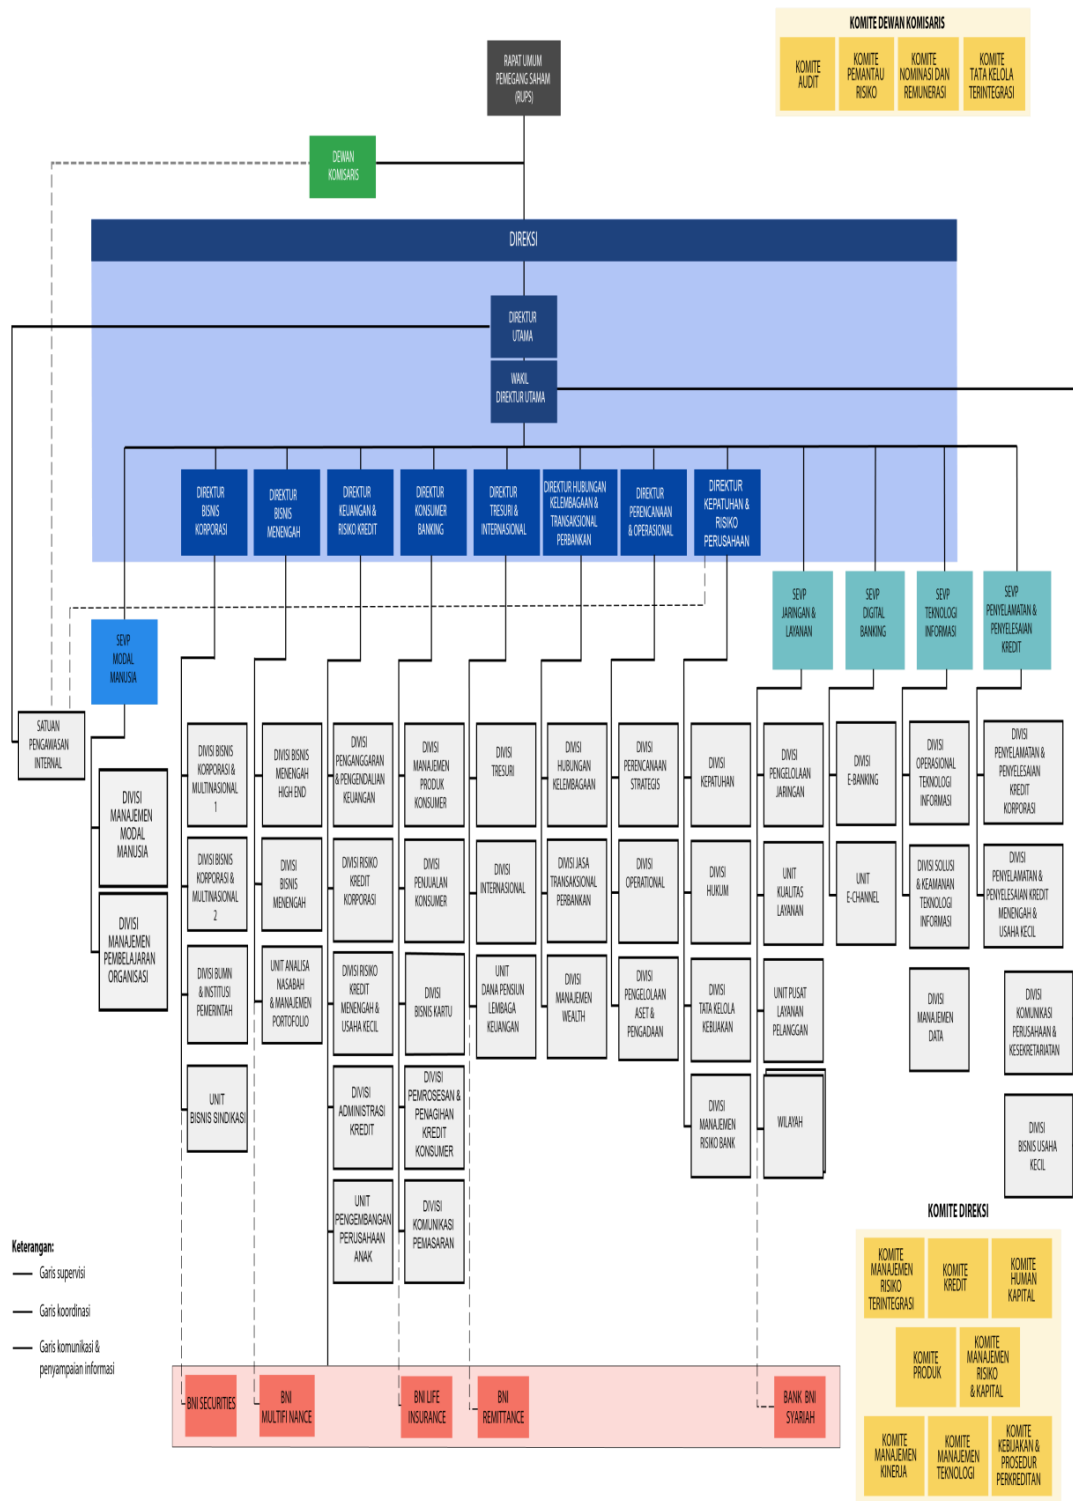 KOMITE DEWAN KOMISARIS
KOMITE
AUDIT
KOMITE
PEMANTAU
RISIKO
KOMITE
NOMINASI DAN
REMUNERASI
KOMITE
TATA KELOLA
TERINTEGRASI
RAPAT UMUM
PEMEGANG SAHAM
(RUPS)
DEWAN
KOMISARIS
DIREKSI
DIREKTUR
UTAMA
WAKIL
DIREKTUR UTAMA
DIREKTUR
BISNIS
KORPORASI
DIREKTUR
BISNIS
MENENGAH
DIREKTUR
KEUANGAN &
RISIKO KREDIT
DIREKTUR
KONSUMER
BANKING
DIREKTUR
TRESURI &
INTERNASIONAL
DIREKTUR HUBUNGAN
KELEMBAGAAN &
TRANSAKSIONAL
PERBANKAN
DIREKTUR
PERENCANAAN
& OPERASIONAL
DIREKTUR
KEPATUHAN &
RISIKO
PERUSAHAAN
SEVP
JARINGAN &
LAYANAN
SEVP
DIGITAL
BANKING
SEVP
TEKNOLOGI
INFORMASI
SEVP
PENYELAMATAN &
PENYELESAIAN
KREDIT
SEVP
MODAL
MANUSIA
SATUAN
PENGAWASAN
INTERNAL
DIVISI
MANAJEMEN
MODAL
MANUSIA
DIVISI
MANAJEMEN
PEMBELAJARAN
ORGANISASI
DIVISI BISNIS
KORPORASI &
MULTINASIONAL
1
DIVISI BISNIS
KORPORASI &
MULTINASIONAL
2
DIVISI BUMN
& INSTITUSI
PEMERINTAH
UNIT
BISNIS SINDIKASI
DIVISI BISNIS
MENENGAH
HIGH END
DIVISI
BISNIS
MENENGAH
UNIT ANALISA
NASABAH
& MANAJEMEN
PORTOFOLIO
DIVISI
PENGANGGARAN
& PENGENDALIAN
KEUANGAN
DIVISI RISIKO
KREDIT
KORPORASI
DIVISI RISIKO
KREDIT
MENENGAH &
USAHA KECIL
DIVISI
ADMINISTRASI
KREDIT
UNIT
PENGEMBANGAN
PERUSAHAAN
ANAK
DIVISI
MANAJEMEN
PRODUK
KONSUMER
DIVISI
PENJUALAN
KONSUMER
DIVISI
BISNIS KARTU
DIVISI
PEMROSESAN &
PENAGIHAN
KREDIT
KONSUMER
DIVISI
KOMUNIKASI
PEMASARAN
DIVISI
TRESURI
DIVISI
INTERNASIONAL
UNIT
DANA PENSIUN
LEMBAGA
KEUANGAN
DIVISI
HUBUNGAN
KELEMBAGAAN
DIVISI JASA
TRANSAKSIONAL
PERBANKAN
DIVISI
MANAJEMEN
WEALTH
DIVISI
PERENCANAAN
STRATEGIS
DIVISI
OPERATIONAL
DIVISI
PENGELOLAAN
ASET &
PENGADAAN
DIVISI
KEPATUHAN
DIVISI
HUKUM
DIVISI
TATA KELOLA
KEBIJAKAN
DIVISI
MANAJEMEN
RISIKO BANK
DIVISI
PENGELOLAAN
JARINGAN
UNIT
KUALITAS
LAYANAN
UNIT PUSAT
LAYANAN
PELANGGAN
WILAYAH
DIVISI
E-BANKING
UNIT
E-CHANNEL
DIVISI
OPERASIONAL
TEKNOLOGI
INFORMASI
DIVISI SOLUSI
& KEAMANAN
TEKNOLOGI
INFORMASI
DIVISI
MANAJEMEN
DATA
DIVISI
PENYELAMATAN &
PENYELESAIAN
KREDIT
KORPORASI
DIVISI
PENYELAMATAN &
PENYELESAIAN KREDIT
MENENGAH &
USAHA KECIL
DIVISI
KOMUNIKASI
PERUSAHAAN &
KESEKRETARIATAN
DIVISI
BISNIS USAHA
KECIL
Keterangan:
Garis supervisi
Garis koordinasi
Garis komunikasi &
penyampaian informasi
BNI SECURITIES
BNI
MULTIFI NANCE
BNI LIFE
INSURANCE
BNI
REMITTANCE
BANK BNI
SYARIAH
KOMITE DIREKSI
KOMITE
MANAJEMEN
RISIKO
TERINTEGRASI
KOMITE
KREDIT
KOMITE
HUMAN
KAPITAL
KOMITE
PRODUK
KOMITE
MANAJEMEN
RISIKO
& KAPITAL
KOMITE
MANAJEMEN
KINERJA
KOMITE
MANAJEMEN
TEKNOLOGI
KOMITE
KEBIJAKAN &
PROSEDUR
PERKREDITAN